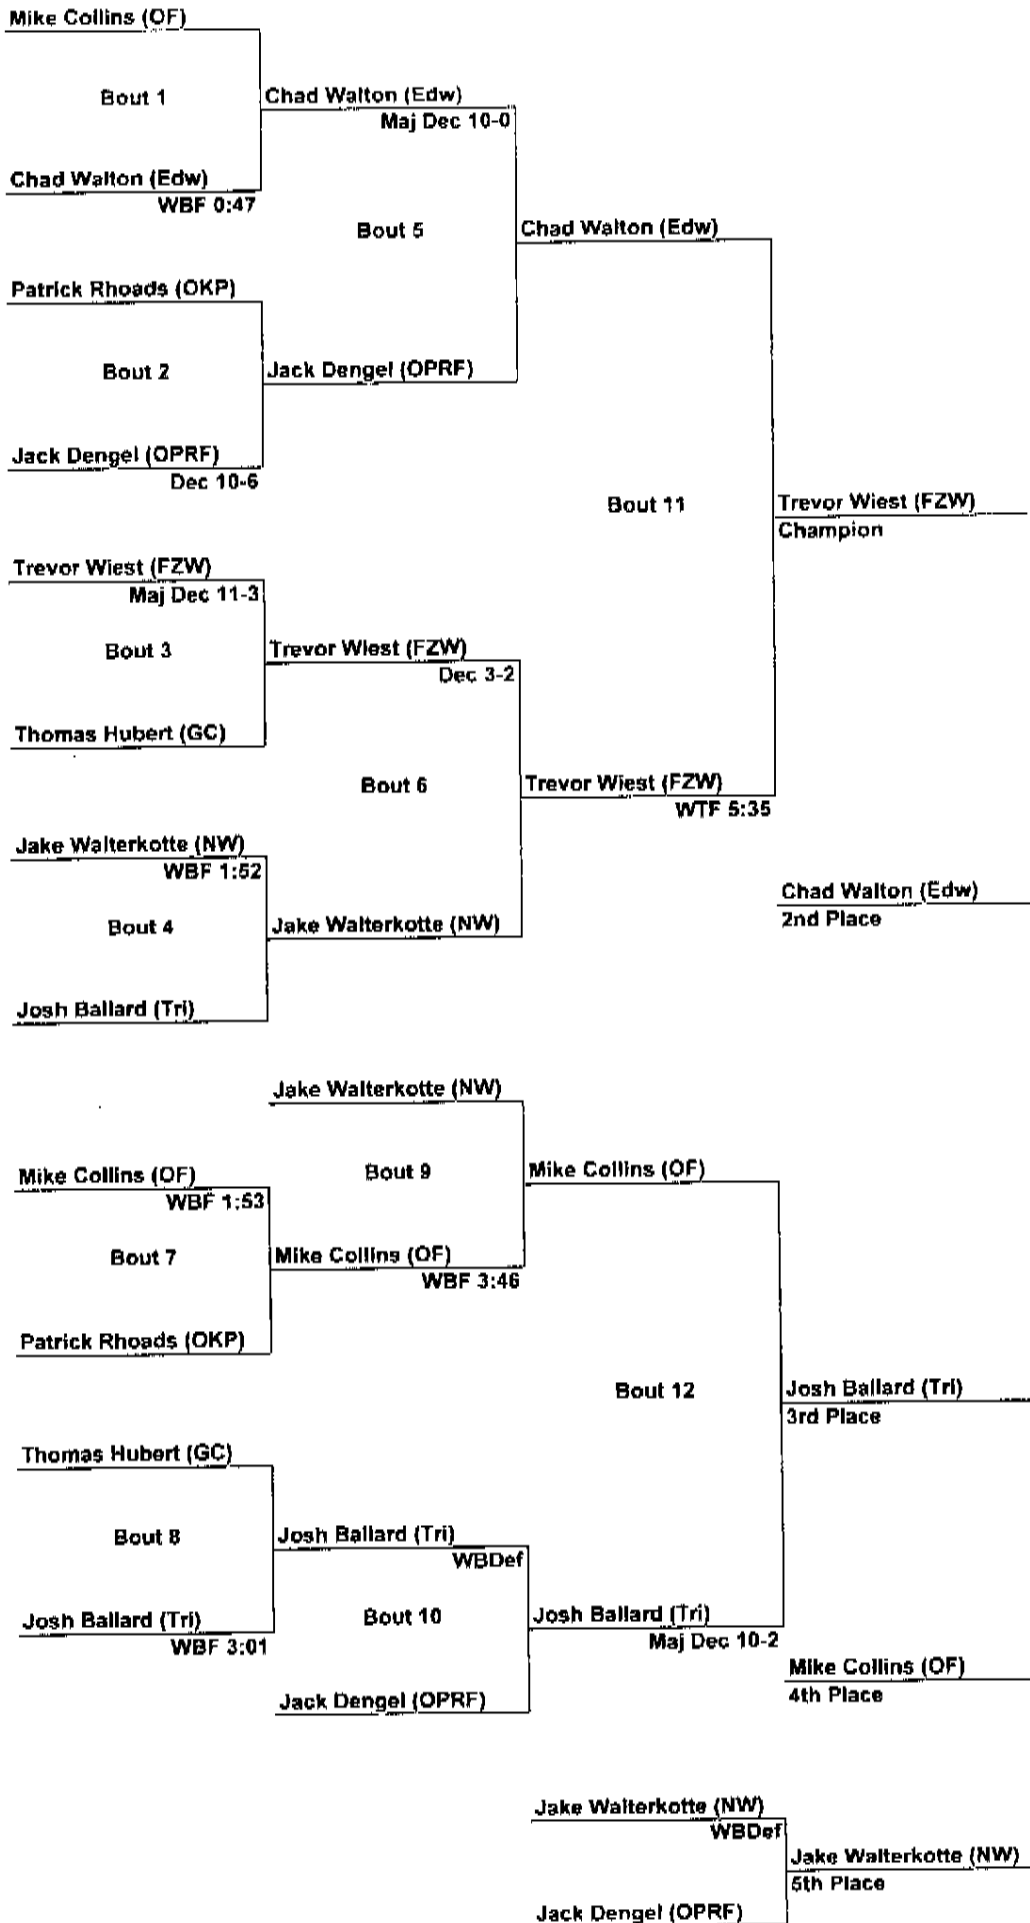 Mike Collins (OF)
Bout 1
Chad Walton (Edw)
Maj Dec 10-0
Chad Walton (Edw)
WBF 0:47
Bout 5
Chad Walton (Edw)
Patrick Rhoads (OKP)
Bout 2
Jack Dengel (OPRF)
Jack Dengel (OPRF)
Dec 10-6
Bout 11
Trevor Wiest (FZW)
Champion
Trevor Wiest (FZW)
Maj Dec 11-3
Bout 3
Trevor Wiest (FZW)
Dec 3-2
Thomas Hubert (GC)
Bout 6
Trevor Wiest (FZW)
WTF 5:35
Jake Walterkotte (NW)
WBF 1:52
Bout 4
Jake Walterkotte (NW)
Chad Walton (Edw)
2nd Place
Josh Ballard (Tri)
Jake Walterkotte (NW)
Mike Collins (OF)
WBF 1:53
Bout 9
Mike Collins (OF)
Bout 7
Mike Collins (OF)
WBF 3:46
Patrick Rhoads (OKP)
Bout 12
Josh Ballard (Tri)
3rd Place
Thomas Hubert (GC)
Bout 8
Josh Ballard (Tri)
WBDef
Josh Ballard (Tri)
WBF 3:01
Bout 10
Josh Ballard (Tri)
Maj Dec 10-2
Jack Dengel (OPRF)
Mike Collins (OF)
4th Place
Jake Walterkotte (NW)
WBDef
Jake Walterkotte (NW)
5th Place
Jack Dengel (OPRF)